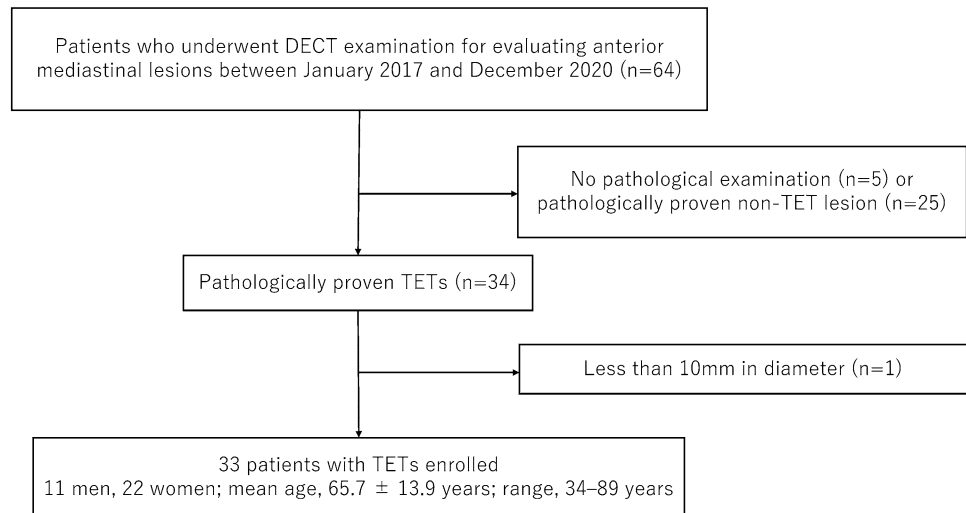 Patients who underwent DECT examination for evaluating anterior
mediastinal lesions between January 2017 and December 2020 (n=64)
No pathological examination (n=5) or
pathologically proven non-TET lesion (n=25)
Pathologically proven TETs (n=34)
Less than 10mm in diameter (n=1)
33 patients with TETs enrolled
11 men, 22 women; mean age, 65.7 ± 13.9 years; range, 34–89 years